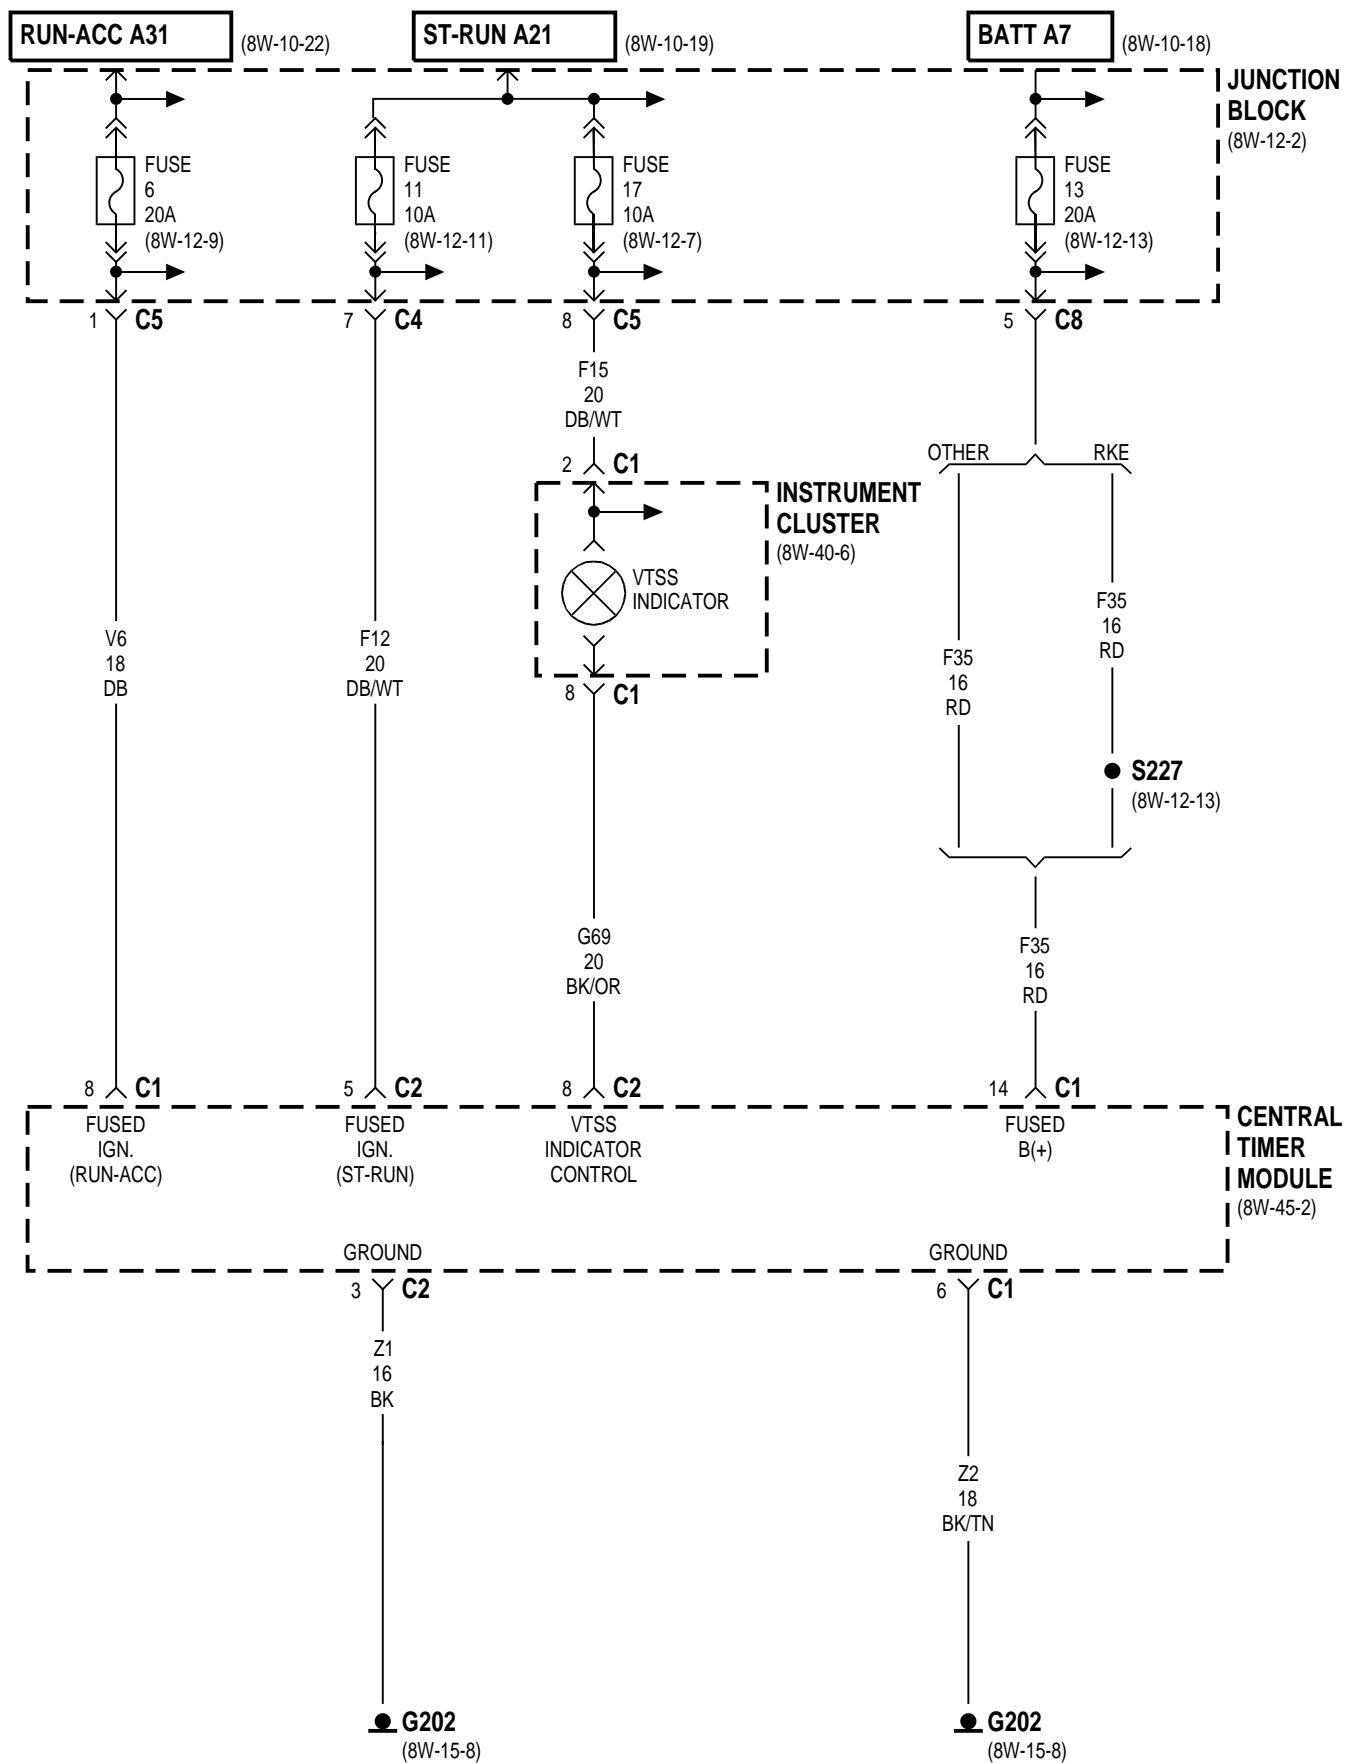 RUN-ACC A31
(8W-10-22)
ST-RUN A21
(8W-10-19)
BATT A7
(8W-10-18)
JUNCTION
BLOCK
(8W-12-2)
FUSE
6
20A
(8W-12-9)
FUSE
11
10A
(8W-12-11)
FUSE
17
10A
(8W-12-7)
FUSE
13
20A
(8W-12-13)
1 C5
7 C4
8 C5
5 C8
F15
20
DB/WT
2 C1
INSTRUMENT
CLUSTER
(8W-40-6)
VTSS
INDICATOR
8 C1
OTHER
RKE
V6
18
DB
F12
20
DB/WT
F35
16
RD
F35
16
RD
S227
(8W-12-13)
G69
20
BK/OR
F35
16
RD
8 C1
5 C2
8 C2
14 C1
FUSED
IGN.
(RUN-ACC)
FUSED
IGN.
(ST-RUN)
VTSS
INDICATOR
CONTROL
FUSED
B(+)
CENTRAL
TIMER
MODULE
(8W-45-2)
GROUND
GROUND
3 C2
6 C1
Z1
16
BK
Z2
18
BK/TN
G202
(8W-15-8)
G202
(8W-15-8)